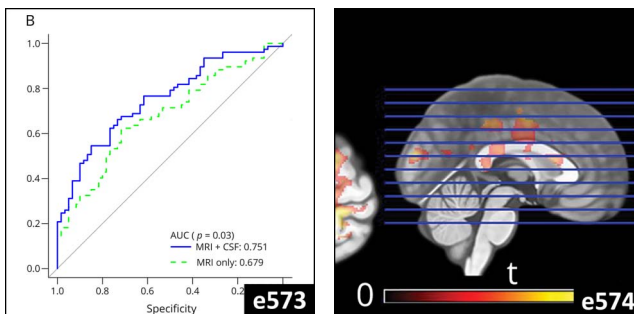 B
1.0
0.8
0.6
0.4
0.2
0.0
AUC ( p = 0.03)
MRI + CSF: 0.751
MRI only: 0.679
1.0 0.8 0.6 0.4 0.2
Specificity
e573
t
0
e574